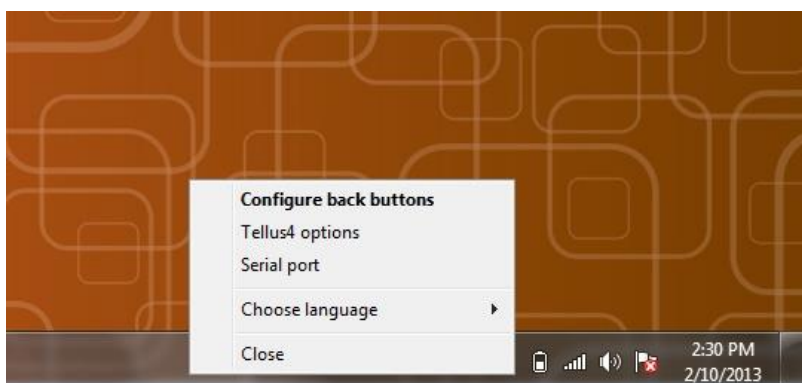 Configure back buttons
Tellus4 options
Serial port
Choose language
Close
2:30 PM
2/10/2013